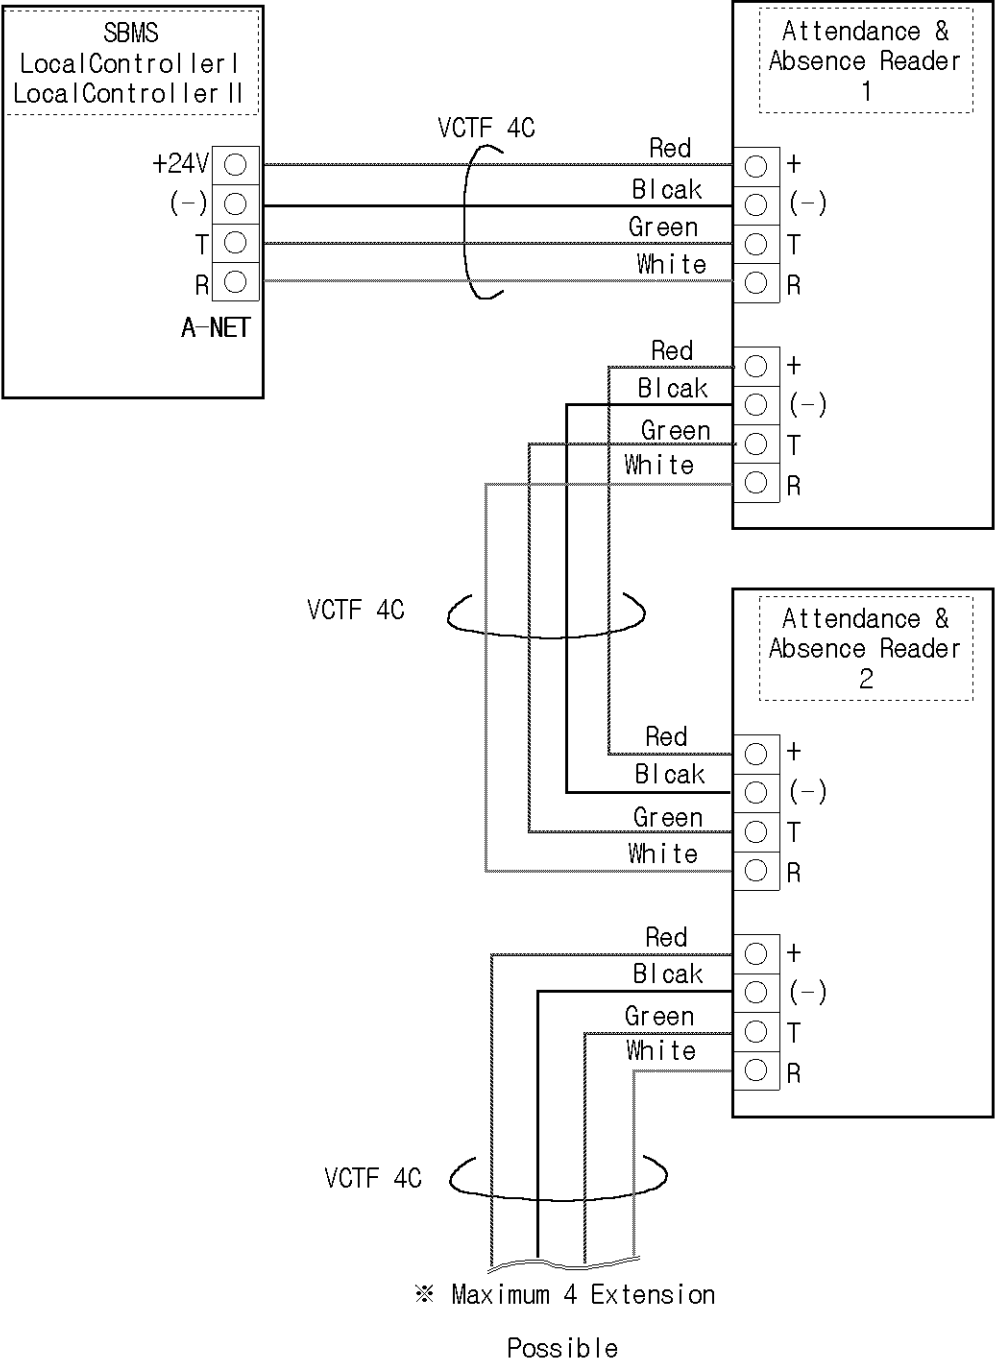 SBMS
LocalControllerⅠ
LocalControllerⅡ
+24V
(-)
T
R
A-NET
VCTF 4C
Red
Blcak
Green
White
Attendance &
Absence Reader
1
+
(-)
T
R
Red
Blcak
Green
White
+
(-)
T
R
VCTF 4C
Attendance &
Absence Reader
2
Red
Blcak
Green
White
+
(-)
T
R
Red
Blcak
Green
White
+
(-)
T
R
VCTF 4C
※ Maximum 4 Extension
Possible